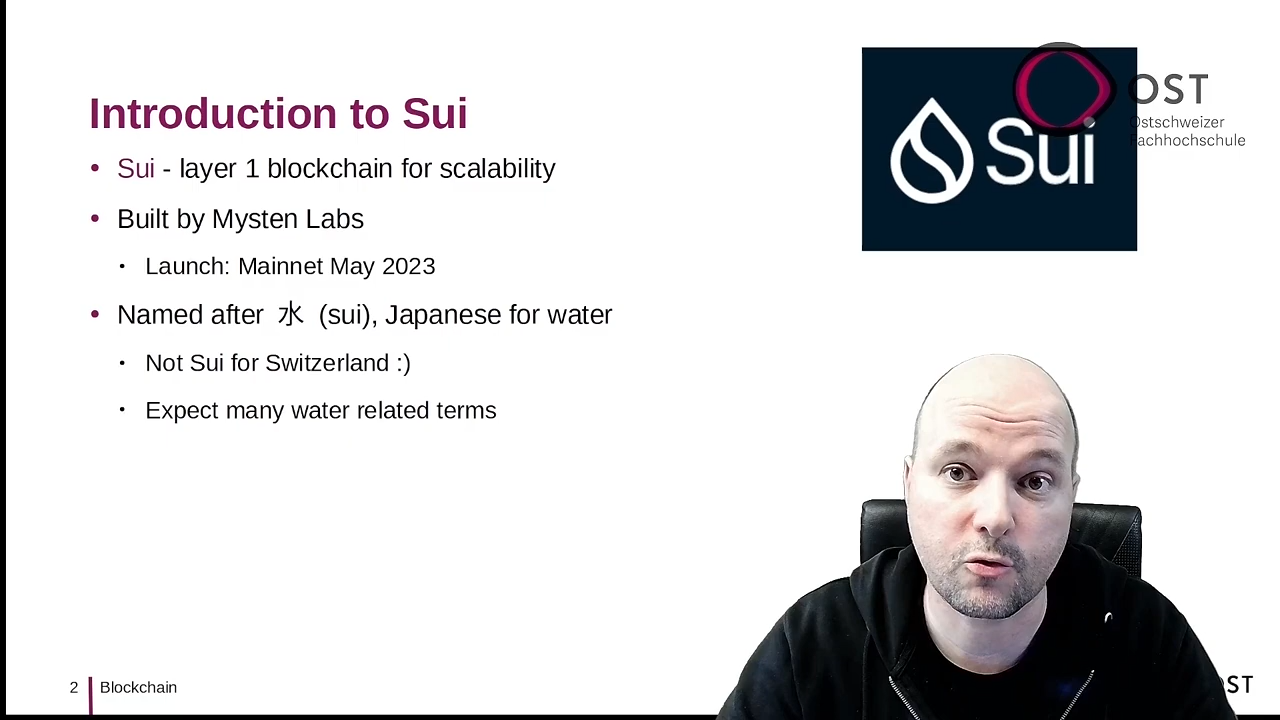 Introduction to Sui
• Sui - layer 1 blockchain for scalability
• Built by Mysten Labs
• Launch: Mainnet May 2023
• Named after 水 (sui), Japanese for water
• Not Sui for Switzerland :)
• Expect many water related terms
Sui
OST
Ostschweizer
Fachhochschule
2
Blockchain
OST